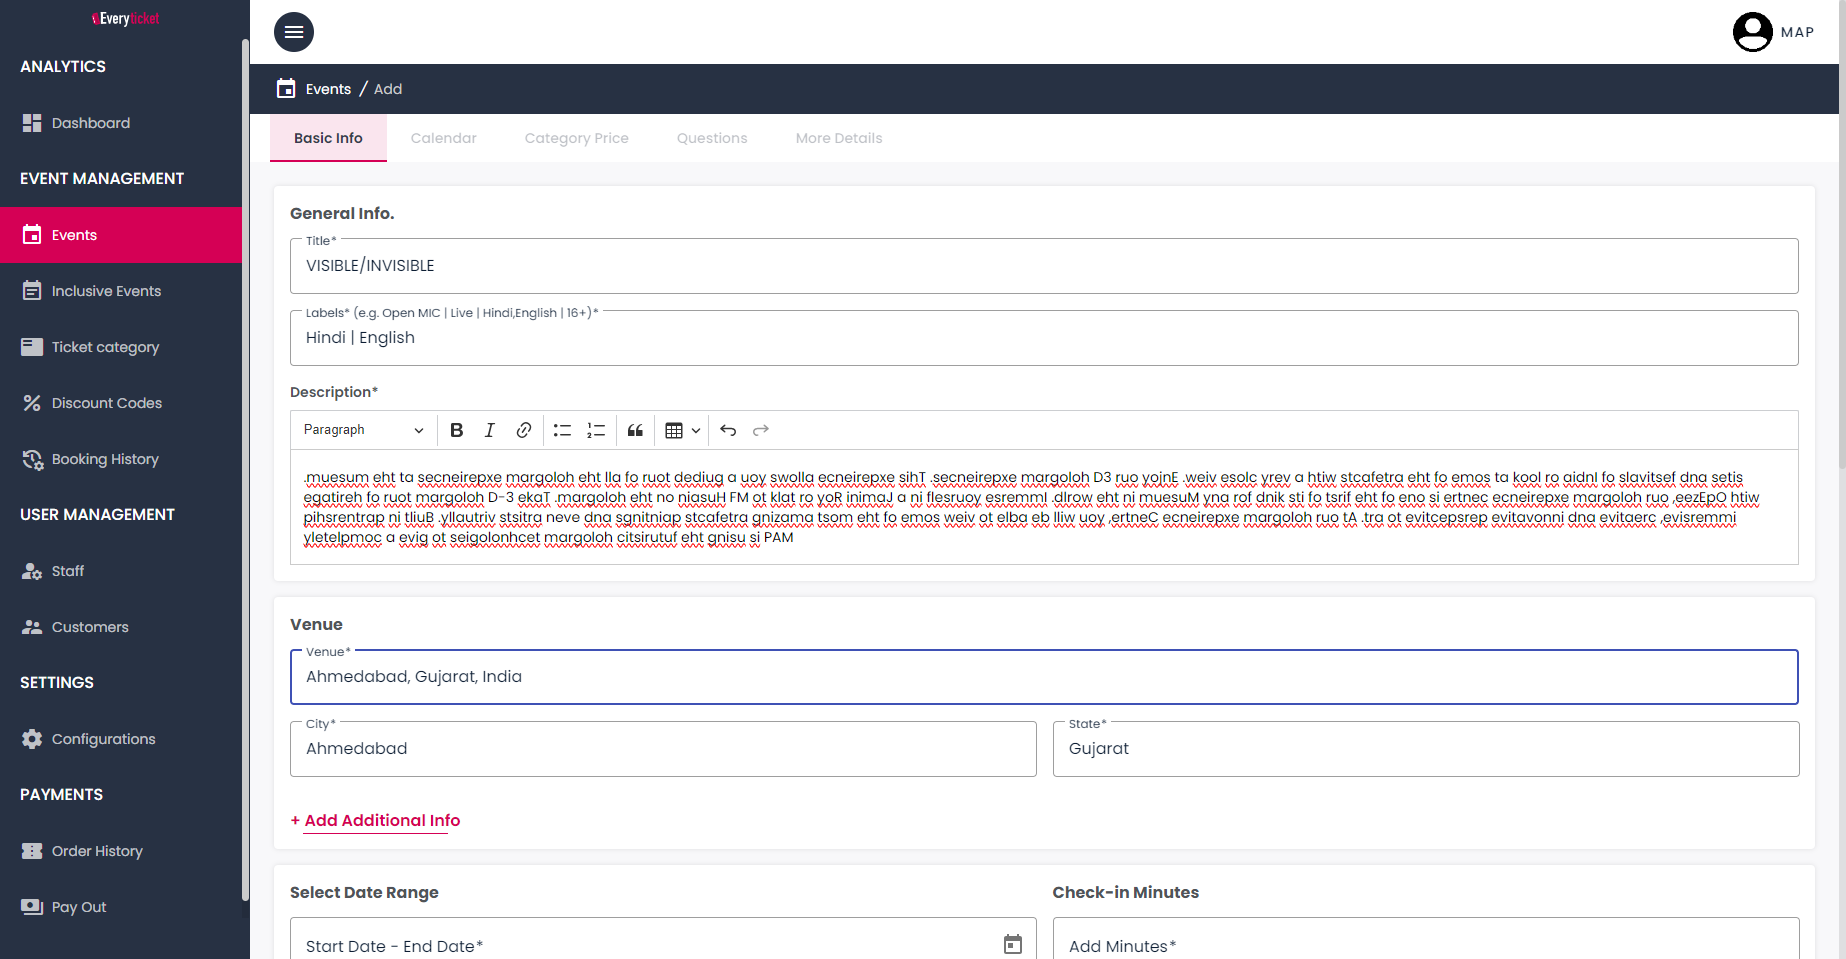 Everyticket
MAP
ANALYTICS
Dashboard
EVENT MANAGEMENT
Events
Inclusive Events
Ticket category
Discount Codes
Booking History
USER MANAGEMENT
Staff
Customers
SETTINGS
Configurations
PAYMENTS
Order History
Pay Out
Events / Add
Basic Info Calendar Category Price Questions More Details
General Info.
Title*
VISIBLE/INVISIBLE
Labels* (e.g. Open MIC | Live | Hindi,English | 16+)*
Hindi | English
Description*
Paragraph
.muesum eht ta secneirepxe margoloh eht lla fo ruot dediug a uoy swolla ecneirepxe sihT .secneirepxe margoloh D3 ruo yojnE .weiv esolc yrev a htiw stcafetra eht fo emos ta kool ro aidnI fo slavitsef dna setis
egatireh fo ruot margoloh D-3 ekaT .margoloh eht no niasuH FM ot klat ro yoR inimaJ a ni flesruoy esremmI .dlrow eht ni muesuM yna rof dnik sti fo tsrif eht fo eno si ertnec ecneirepxe margoloh ruo ,eezEpO htiw
pihsrentrap ni tliuB .yllautriv stsitra neve dna sgnitniap stcafetra gnizama tsom eht fo emos weiv ot elba eb lliw uoy ,ertneC ecneirepxe margoloh ruo tA .tra ot evitcepsrep evitavonni dna evitaerc ,evisremmi
yletelpmoc a evig ot seigolonhcet margoloh citsirutuf eht gnisu si PAM
Venue
Venue*
Ahmedabad, Gujarat, India
City*
Ahmedabad
State*
Gujarat
+ Add Additional Info
Select Date Range
Start Date - End Date*
Check-in Minutes
Add Minutes*